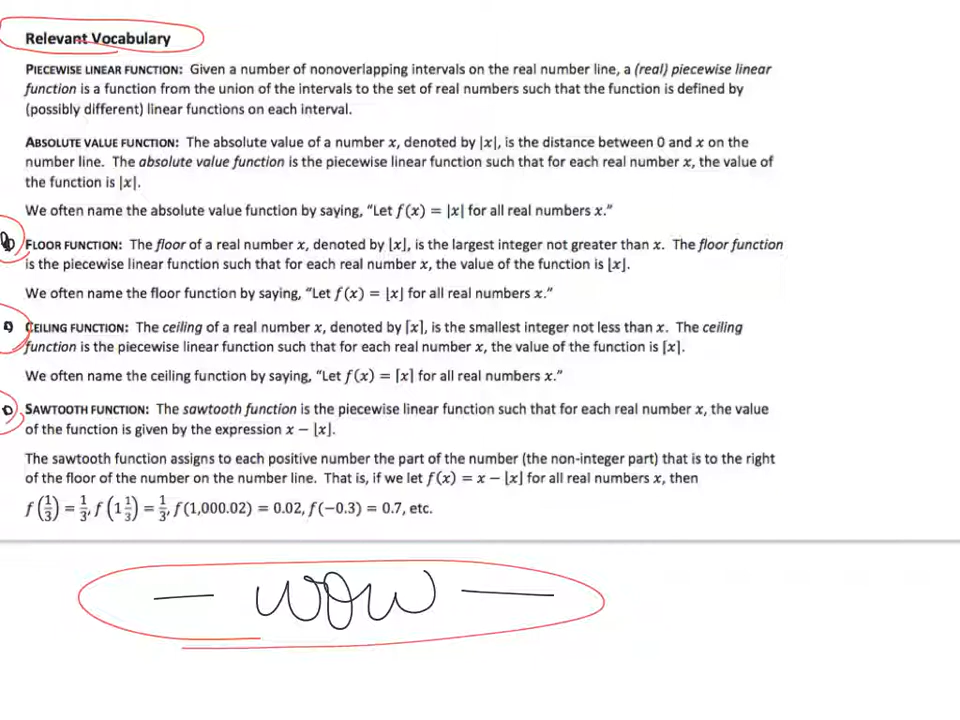 Relevant Vocabulary
PIECEWISE LINEAR FUNCTION: Given a number of nonoverlapping intervals on the real number line, a (real) piecewise linear
function is a function from the union of the intervals to the set of real numbers such that the function is defined by
(possibly different) linear functions on each interval.
ABSOLUTE VALUE FUNCTION: The absolute value of a number x, denoted by |x|, is the distance between 0 and x on the
number line. The absolute value function is the piecewise linear function such that for each real number x, the value of
the function is |x|.
We often name the absolute value function by saying, “Let f(x) = |x| for all real numbers x.”
FLOOR FUNCTION: The floor of a real number x, denoted by ⌊x⌋, is the largest integer not greater than x. The floor function
is the piecewise linear function such that for each real number x, the value of the function is ⌊x⌋.
We often name the floor function by saying, “Let f(x) = ⌊x⌋ for all real numbers x.”
CEILING FUNCTION: The ceiling of a real number x, denoted by ⌈x⌉, is the smallest integer not less than x. The ceiling
function is the piecewise linear function such that for each real number x, the value of the function is ⌈x⌉.
We often name the ceiling function by saying, “Let f(x) = ⌈x⌉ for all real numbers x.”
SAWTOOTH FUNCTION: The sawtooth function is the piecewise linear function such that for each real number x, the value
of the function is given by the expression x − ⌊x⌋.
The sawtooth function assigns to each positive number the part of the number (the non-integer part) that is to the right
of the floor of the number on the number line. That is, if we let f(x) = x − ⌊x⌋ for all real numbers x, then
f(1/3) = 1/3, f(1 1/3) = 1/3, f(1,000.02) = 0.02, f(−0.3) = 0.7, etc.
— wow —